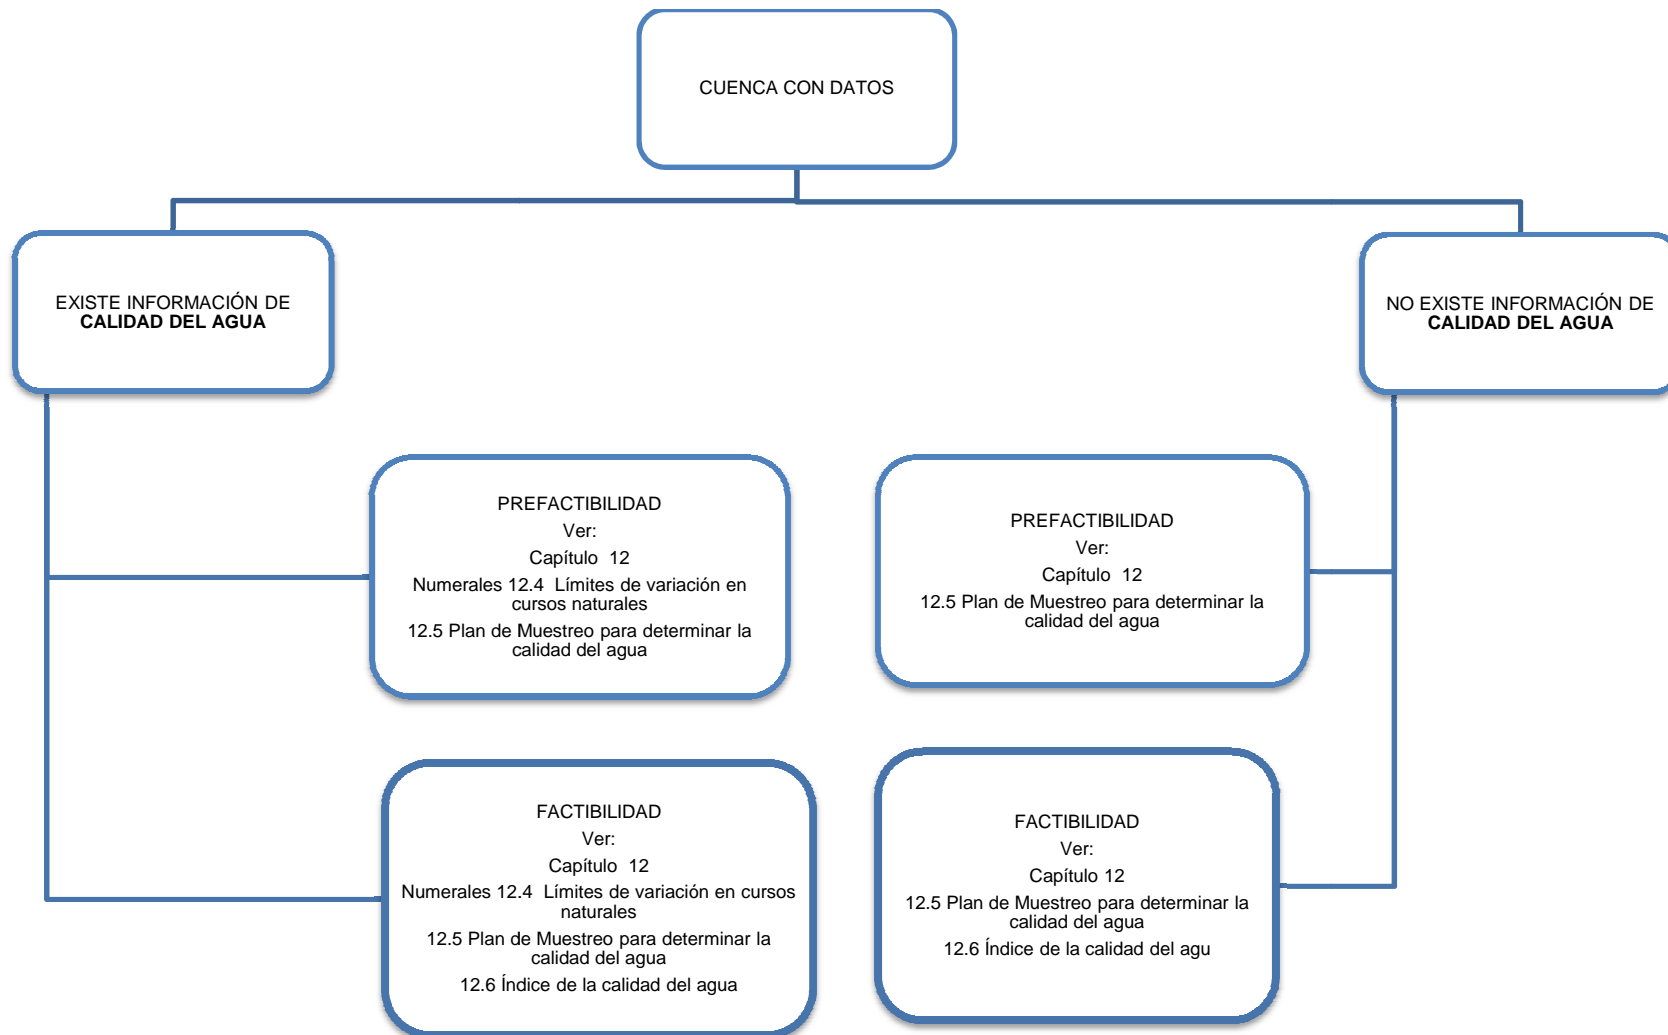 CUENCA CON DATOS
EXISTE INFORMACIÓN DE
CALIDAD DEL AGUA
NO EXISTE INFORMACIÓN DE
CALIDAD DEL AGUA
PREFACTIBILIDAD
Ver:
Capítulo 12
Numerales 12.4 Límites de variación en
cursos naturales
12.5 Plan de Muestreo para determinar la
calidad del agua
PREFACTIBILIDAD
Ver:
Capítulo 12
12.5 Plan de Muestreo para determinar la
calidad del agua
FACTIBILIDAD
Ver:
Capítulo 12
Numerales 12.4 Límites de variación en cursos
naturales
12.5 Plan de Muestreo para determinar la
calidad del agua
12.6 Índice de la calidad del agua
FACTIBILIDAD
Ver:
Capítulo 12
12.5 Plan de Muestreo para determinar la
calidad del agua
12.6 Índice de la calidad del agu